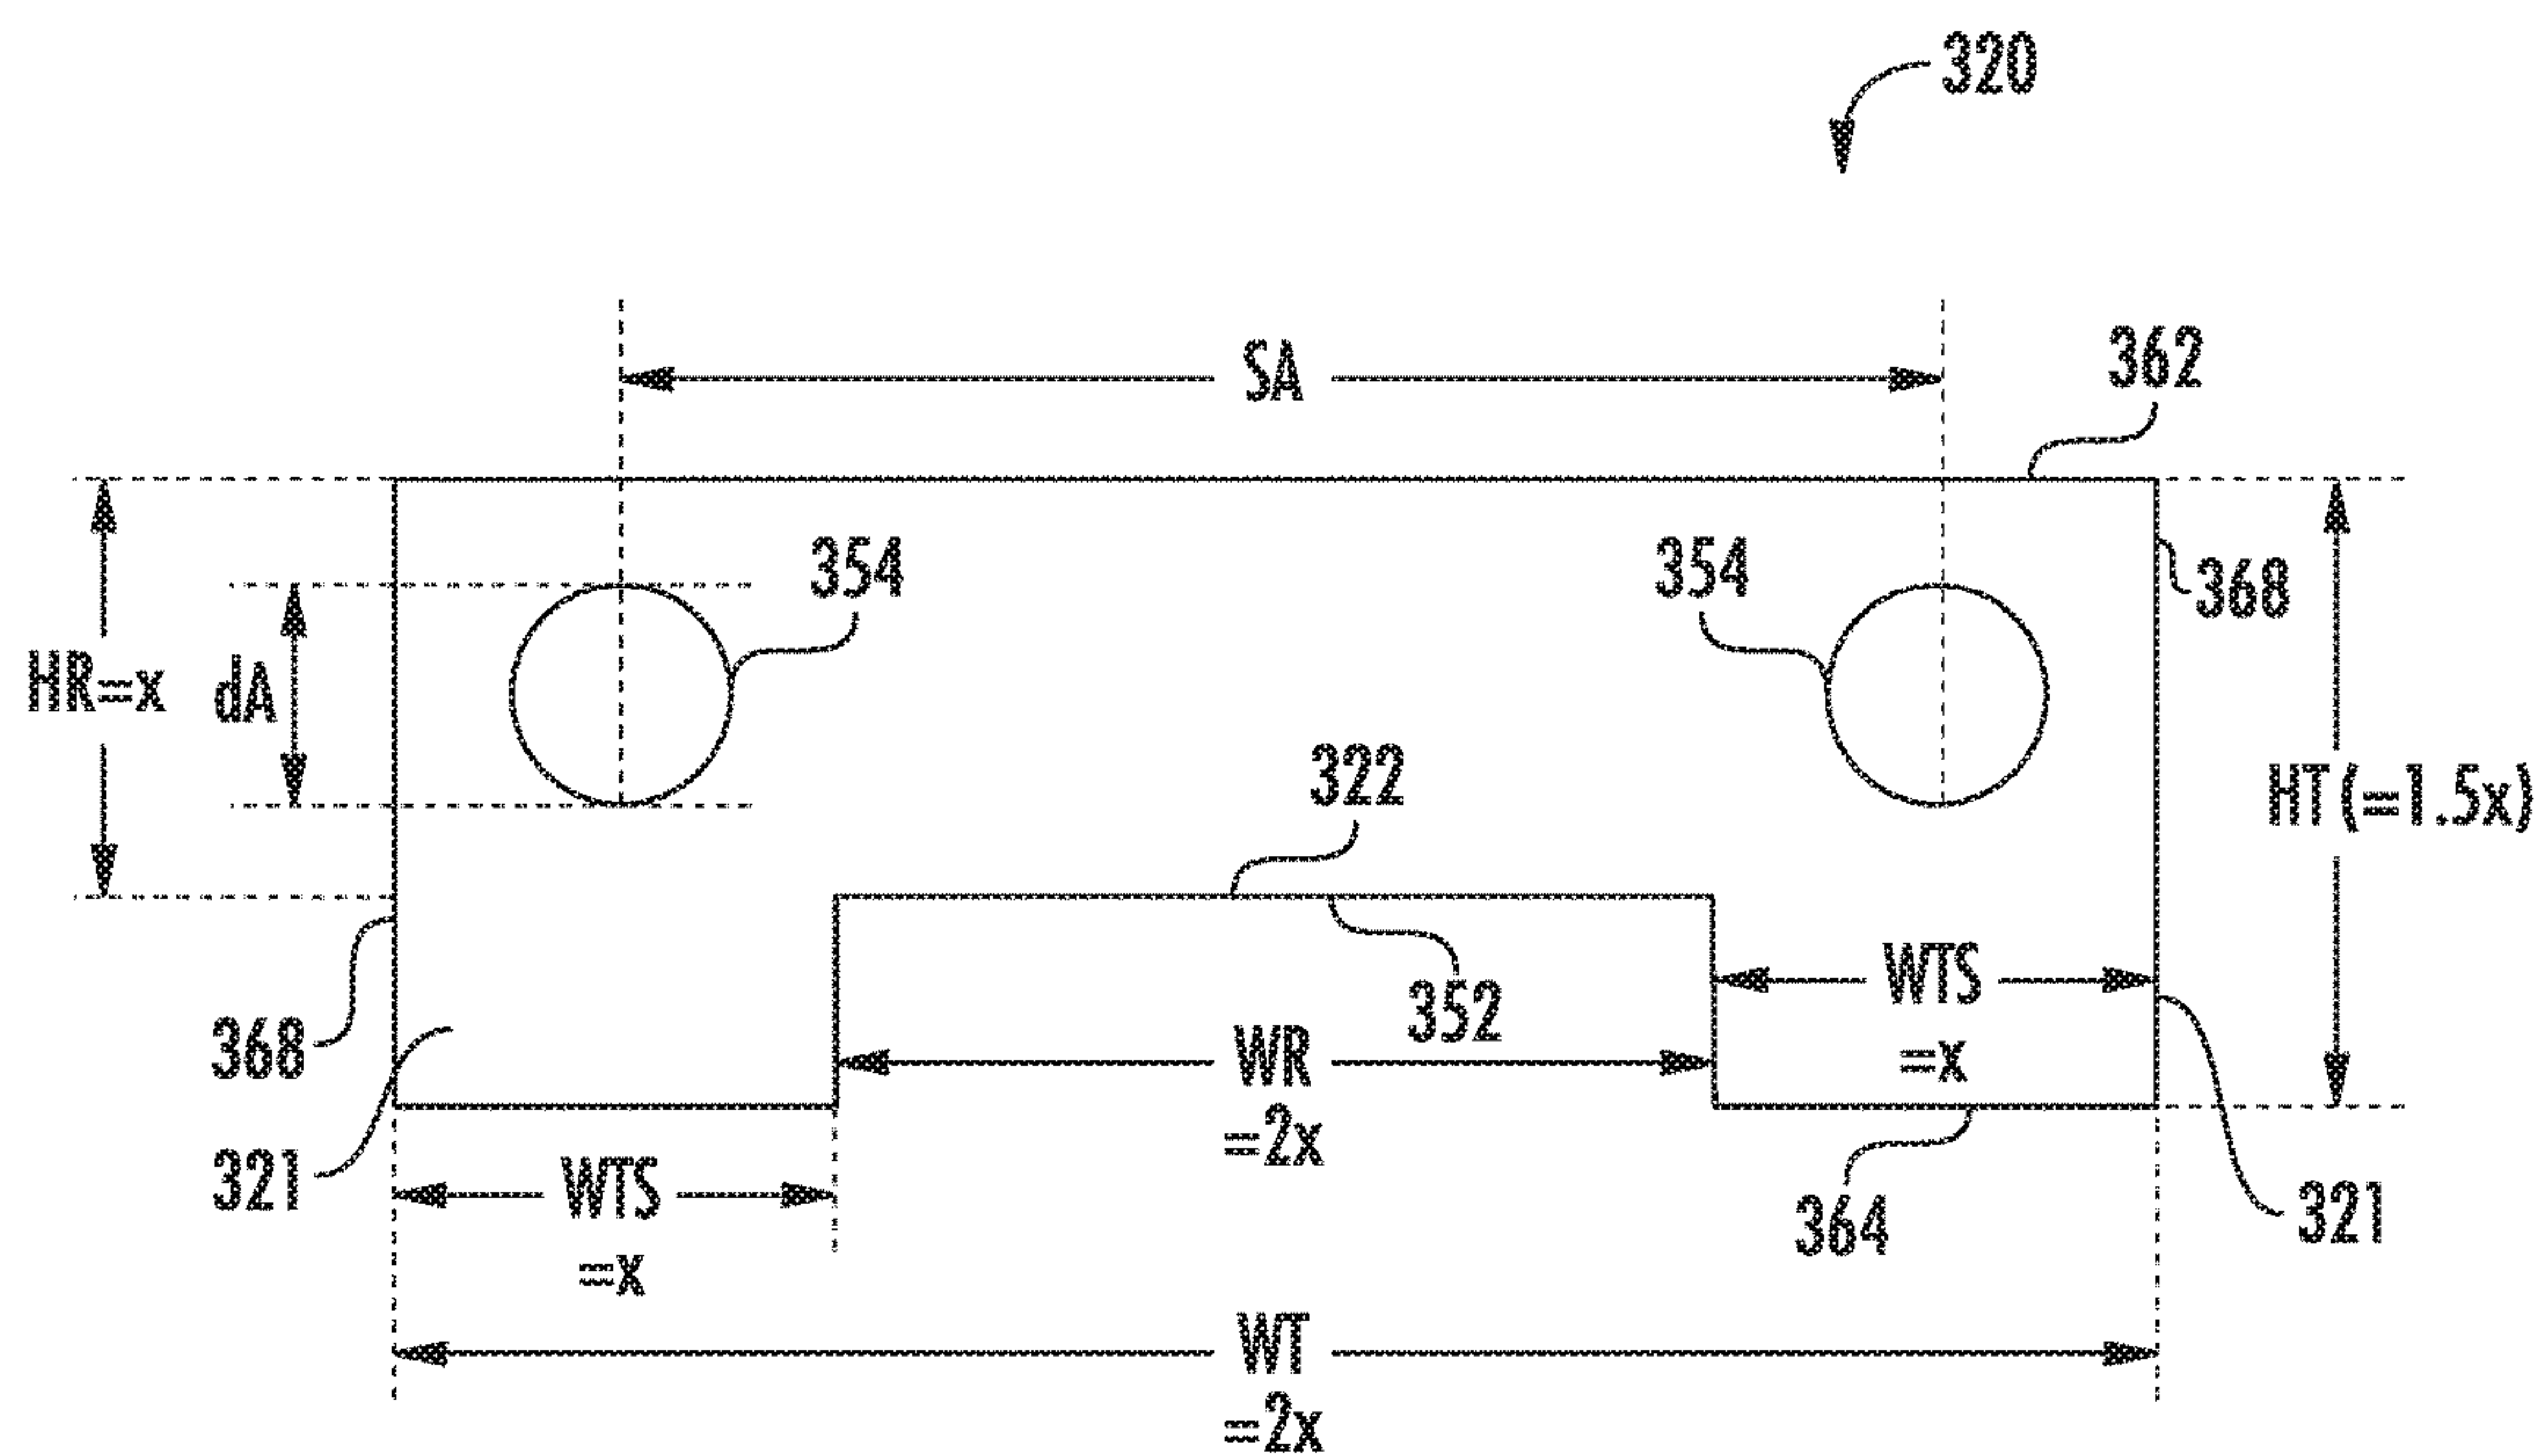 320
SA
362
354
354
368
HR=x
dA
322
HT(=1.5x)
352
WTS
=x
368
WR
=2x
321
WTS
=x
364
321
WT
=2x